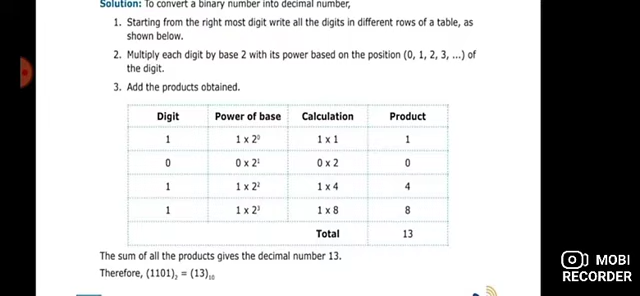 Solution: To convert a binary number into decimal number,
1. Starting from the right most digit write all the digits in different rows of a table, as
shown below.
2. Multiply each digit by base 2 with its power based on the position (0, 1, 2, 3, ...) of
the digit.
3. Add the products obtained.
Digit Power of base Calculation Product
1 1 x 2⁰ 1 x 1 1
0 0 x 2¹ 0 x 2 0
1 1 x 2² 1 x 4 4
1 1 x 2³ 1 x 8 8
Total 13
The sum of all the products gives the decimal number 13.
Therefore, (1101)₂ = (13)₁₀
MOBI
RECORDER